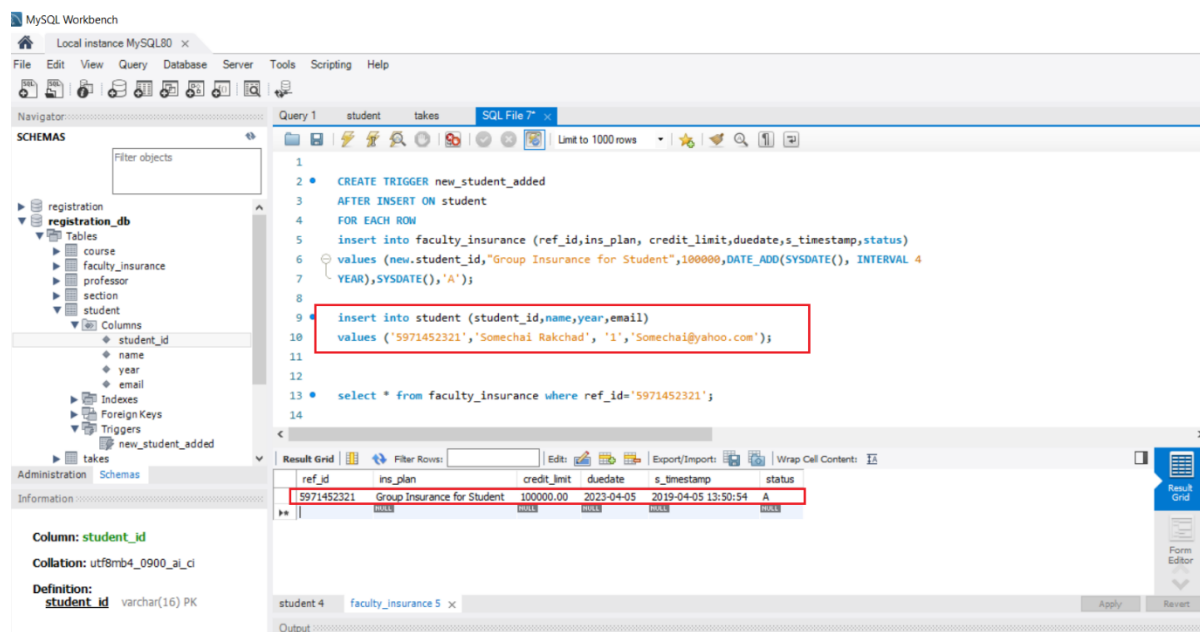 MySQL Workbench
Local instance MySQL80 ×
File Edit View Query Database Server Tools Scripting Help
Navigator
SCHEMAS
Filter objects
registration
registration_db
Tables
course
faculty_insurance
professor
section
student
Columns
student_id
name
year
email
Indexes
Foreign Keys
Triggers
new_student_added
takes
Administration Schemas
Information
Column: student_id
Collation: utf8mb4_0900_ai_ci
Definition:
student_id varchar(16) PK
Query 1 student takes SQL File 7* ×
Limit to 1000 rows
1
2 CREATE TRIGGER new_student_added
3 AFTER INSERT ON student
4 FOR EACH ROW
5 insert into faculty_insurance (ref_id,ins_plan, credit_limit,duedate,s_timestamp,status)
6 values (new.student_id,"Group Insurance for Student",100000,DATE_ADD(SYSDATE(), INTERVAL 4
7 YEAR),SYSDATE(),'A');
8
9 insert into student (student_id,name,year,email)
10 values ('5971452321','Somechai Rakchad', '1','Somechai@yahoo.com');
11
12
13 select * from faculty_insurance where ref_id='5971452321';
14
Result Grid Filter Rows: Edit: Export/Import: Wrap Cell Content: IA
ref_id ins_plan credit_limit duedate s_timestamp status
5971452321 Group Insurance for Student 100000.00 2023-04-05 2019-04-05 13:50:54 A
NULL NULL NULL NULL NULL
Result
Grid
Form
Editor
student 4 faculty_insurance 5 × Apply Revert
Output